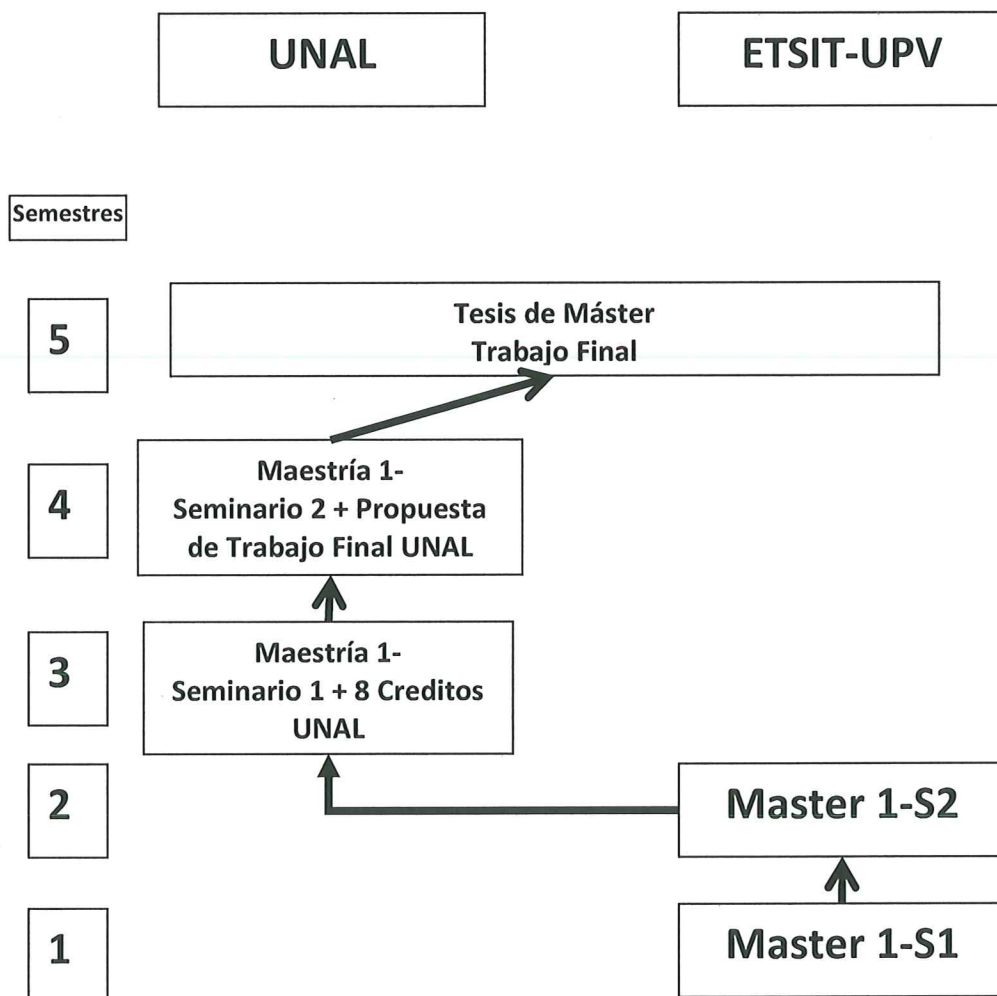 UNAL
ETSIT-UPV
Semestres
5
Tesis de Máster
Trabajo Final
4
Maestría 1-
Seminario 2 + Propuesta
de Trabajo Final UNAL
3
Maestría 1-
Seminario 1 + 8 Creditos
UNAL
2
Master 1-S2
1
Master 1-S1